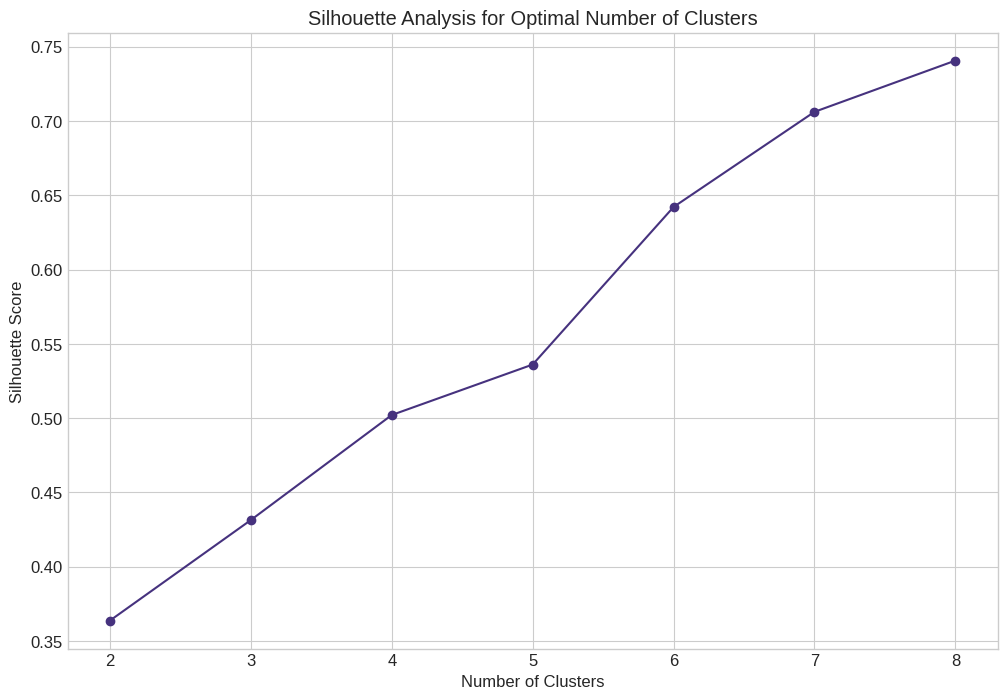 Silhouette Analysis for Optimal Number of Clusters
Silhouette Score
0.75
0.70
0.65
0.60
0.55
0.50
0.45
0.40
0.35
2 3 4 5 6 7 8
Number of Clusters